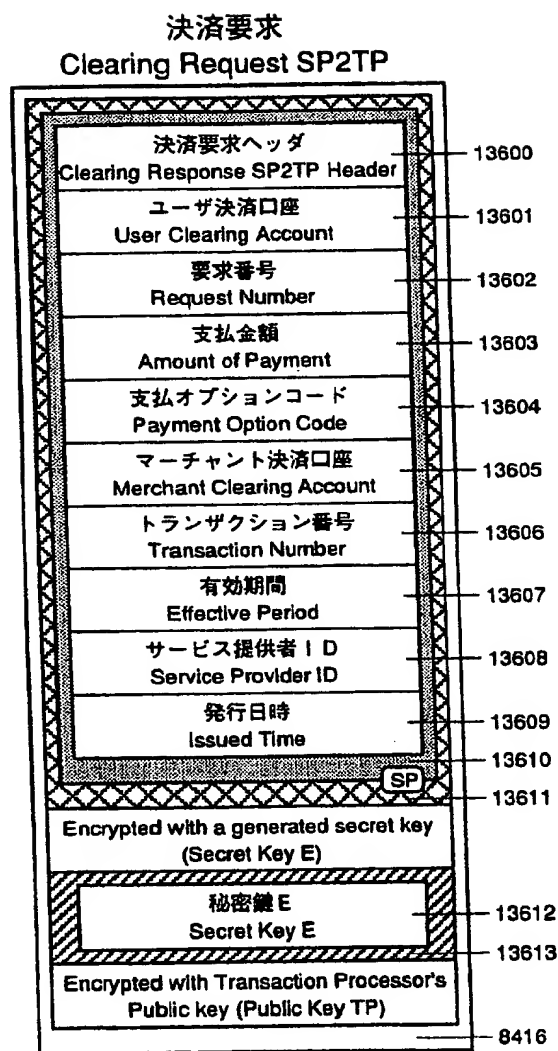 決済要求
Clearing Request SP2TP
決済要求ヘッダ
Clearing Response SP2TP Header
13600
ユーザ決済口座
User Clearing Account
13601
要求番号
Request Number
13602
支払金額
Amount of Payment
13603
支払オプションコード
Payment Option Code
13604
マーチャント決済口座
Merchant Clearing Account
13605
トランザクション番号
Transaction Number
13606
有効期間
Effective Period
13607
サービス提供者ID
Service Provider ID
13608
発行日時
Issued Time
13609
13610
SP
13611
Encrypted with a generated secret key
(Secret Key E)
秘密鍵E
Secret Key E
13612
13613
Encrypted with Transaction Processor's
Public key (Public Key TP)
8416